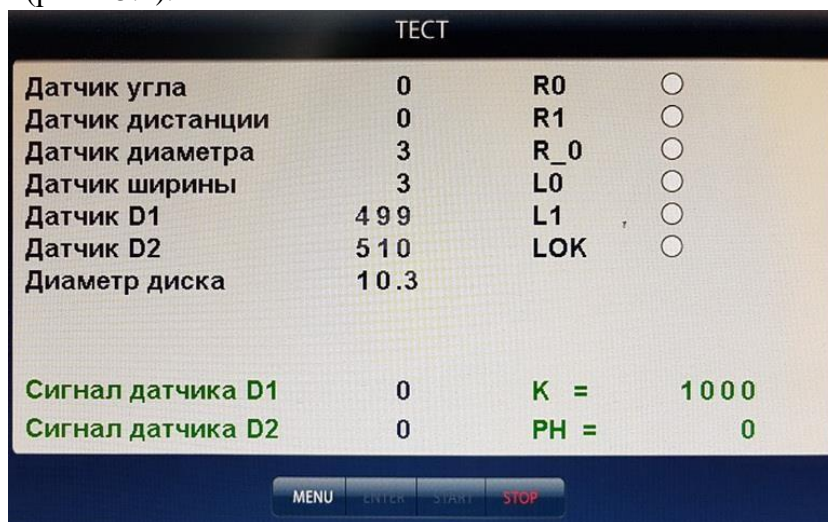 ТЕСТ
Датчик угла 0 R0
Датчик дистанции 0 R1
Датчик диаметра 3 R_0
Датчик ширины 3 L0
Датчик D1 499 L1
Датчик D2 510 LOK
Диаметр диска 10.3
Сигнал датчика D1 0 K = 1000
Сигнал датчика D2 0 PH = 0
MENU ENTER START STOP